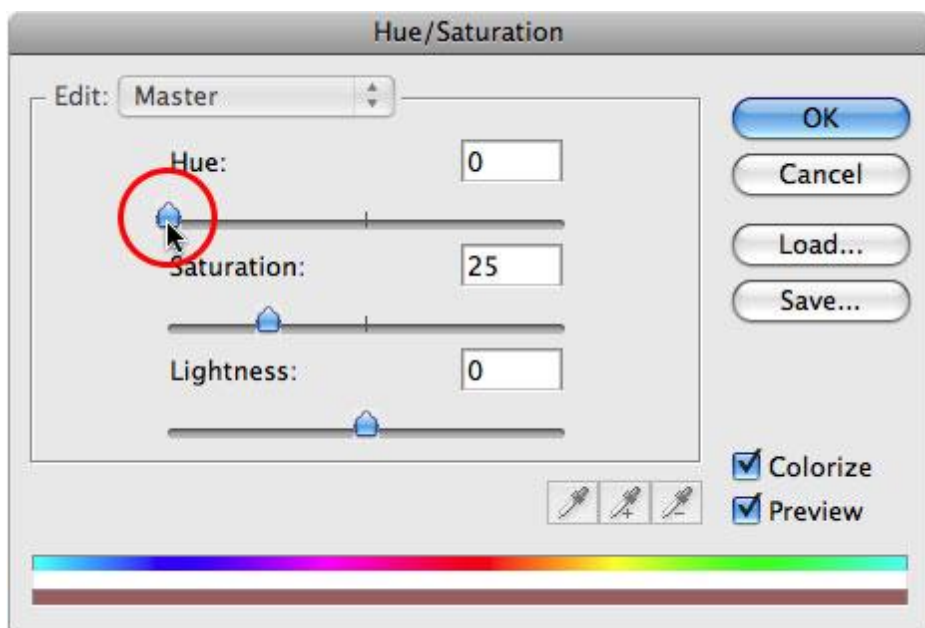 Hue/Saturation
Edit: Master
Hue: 0
Saturation: 25
Lightness: 0
OK
Cancel
Load...
Save...
Colorize
Preview